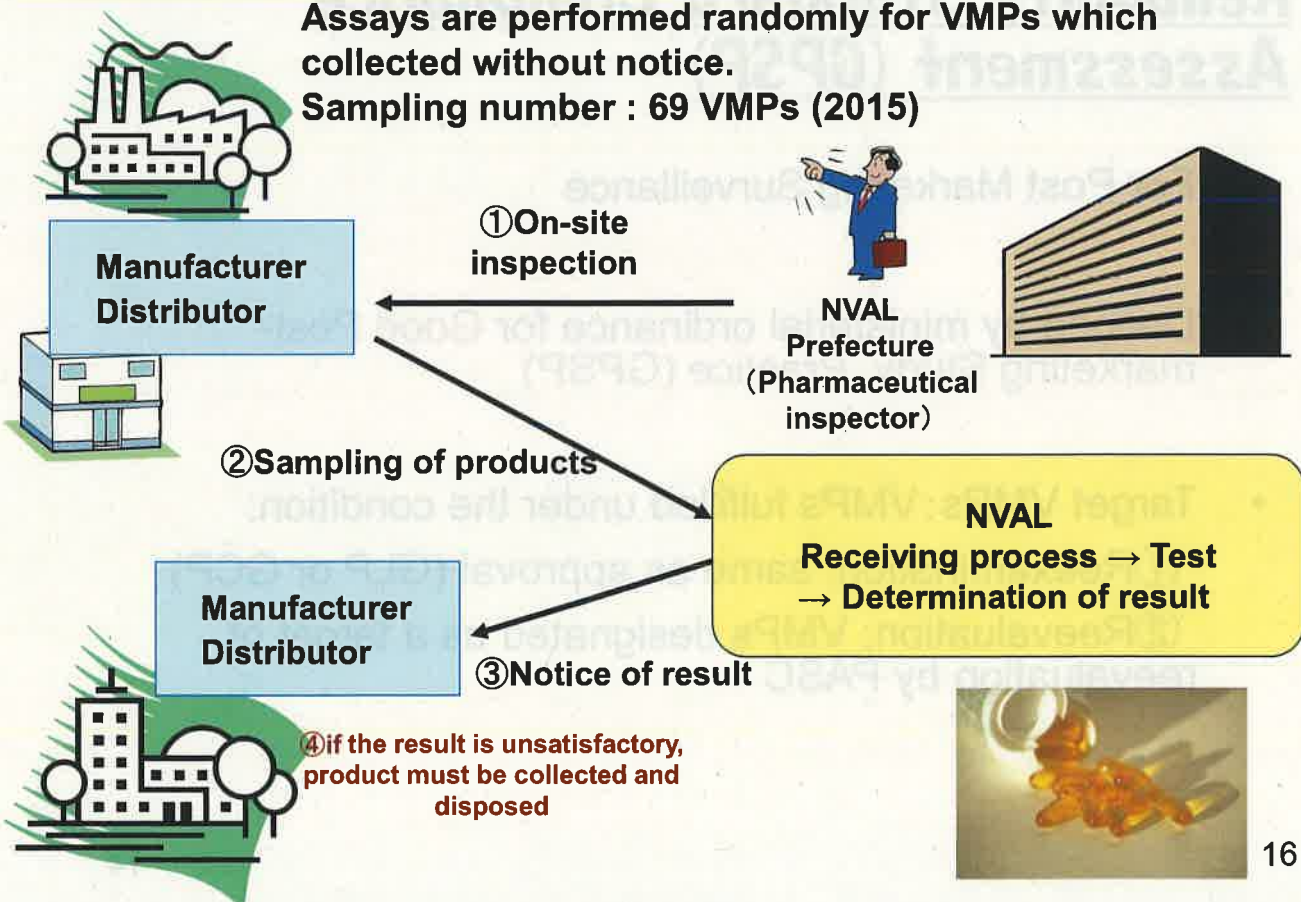 Assays are performed randomly for VMPs which
collected without notice.
Sampling number : 69 VMPs (2015)
①On-site
inspection
Manufacturer
Distributor
NVAL
Prefecture
(Pharmaceutical
inspector)
②Sampling of products
NVAL
Receiving process → Test
→ Determination of result
Manufacturer
Distributor
③Notice of result
④if the result is unsatisfactory,
product must be collected and
disposed
16